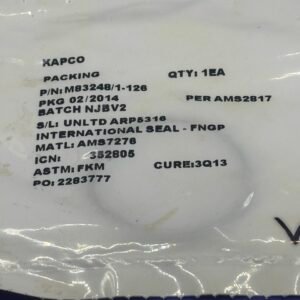 KAPCO
PACKING QTY: 1EA
P/N: M83248/1-126
PKG 02/2014 PER AMS2817
BATCH NJBV2
S/L: UNLTD ARP5316
INTERNATIONAL SEAL - FNGP
MATL: AMS7276
ICN: 352805
ASTM: FKM CURE:3Q13
PO: 2283777